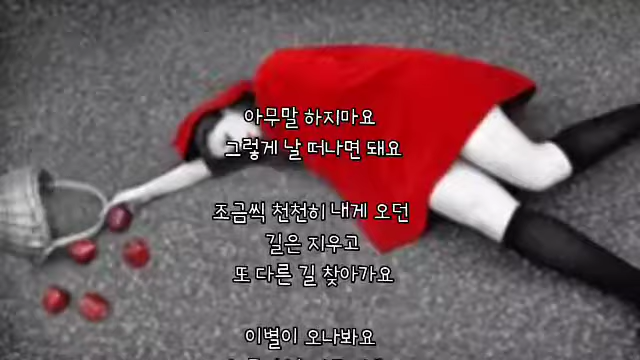 아무말 하지마요
그렇게 날 떠나면 돼요
조금씩 천천히 내게 오던
길은 지우고
또 다른 길 찾아가요
이별이 오나봐요